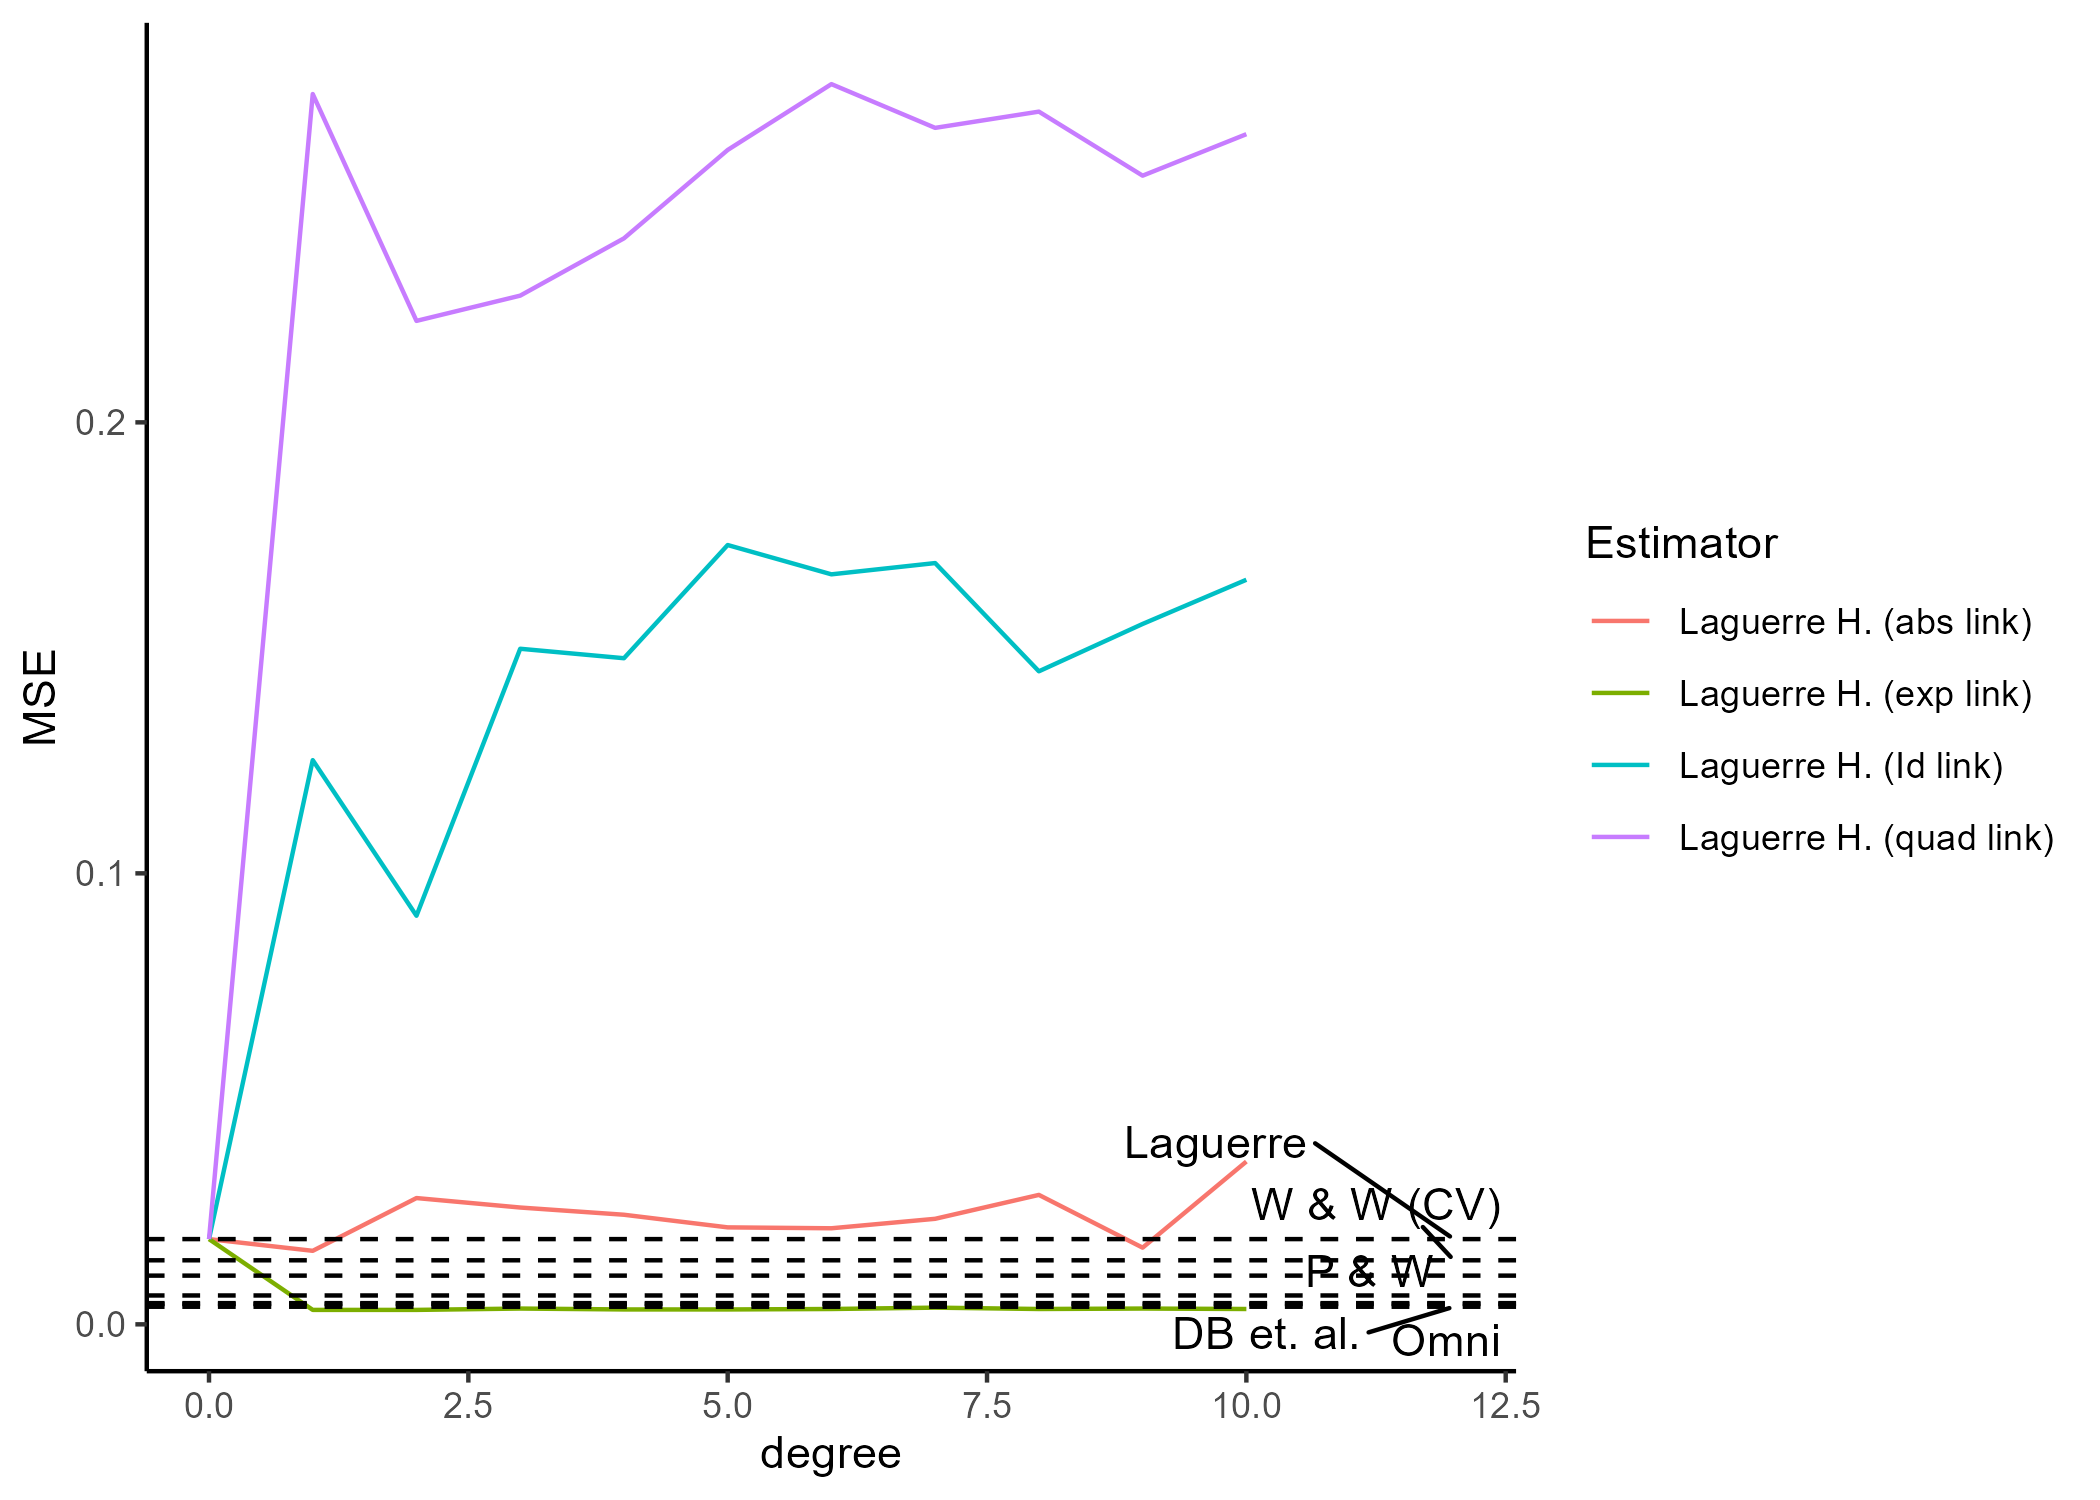 0.2
0.1
0.0
MSE
0.0
2.5
5.0
7.5
10.0
12.5
degree
Laguerre
W & W (CV)
P & W
DB et. al.
Omni
Estimator
Laguerre H. (abs link)
Laguerre H. (exp link)
Laguerre H. (Id link)
Laguerre H. (quad link)